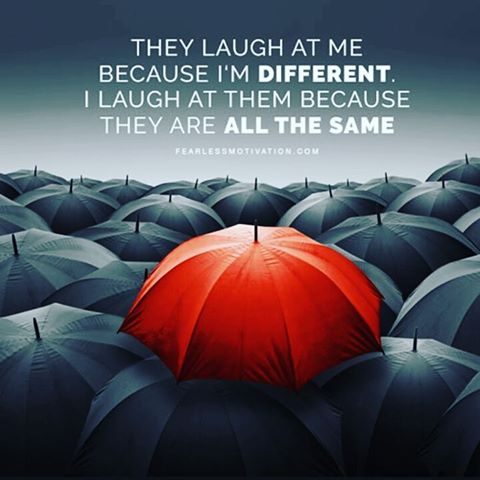 THEY LAUGH AT ME
BECAUSE I'M DIFFERENT.
I LAUGH AT THEM BECAUSE
THEY ARE ALL THE SAME
FEARLESSMOTIVATION.COM